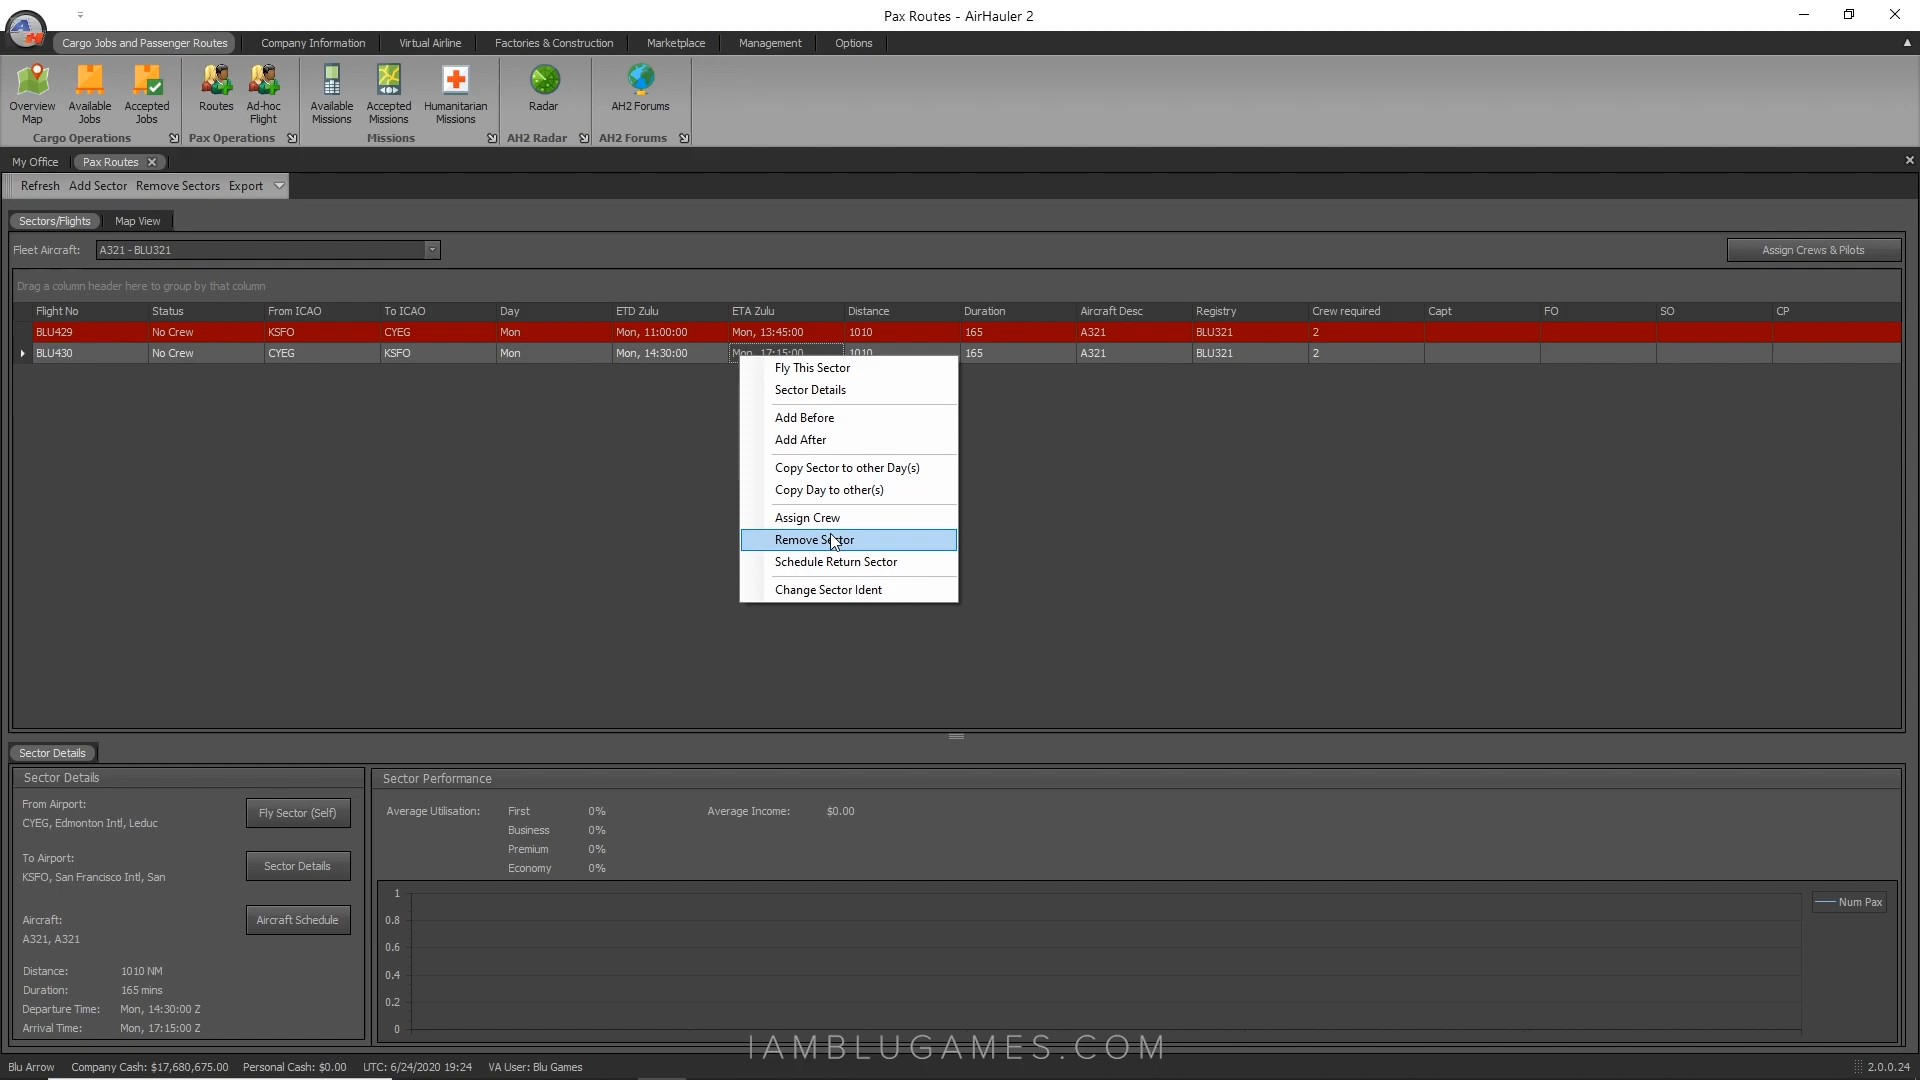 Pax Routes - AirHauler 2
Cargo Jobs and Passenger Routes Company Information Virtual Airline Factories & Construction Marketplace Management Options
Overview Map Available Jobs Accepted Jobs Routes Ad-hoc Flight Available Missions Accepted Missions Humanitarian Missions Radar AH2 Forums
Cargo Operations Pax Operations Missions AH2 Radar AH2 Forums
My Office Pax Routes
Refresh Add Sector Remove Sectors Export
Sectors/Flights Map View
Fleet Aircraft: A321 - BLU321 Assign Crews & Pilots
Drag a column header here to group by that column
Flight No Status From ICAO To ICAO Day ETD Zulu ETA Zulu Distance Duration Aircraft Desc Registry Crew required Capt FO SO CP
BLU429 No Crew KSFO CYEG Mon Mon, 11:00:00 Mon, 13:45:00 1010 165 A321 BLU321 2
BLU430 No Crew CYEG KSFO Mon Mon, 14:30:00 Mon, 17:15:00 1010 165 A321 BLU321 2
Fly This Sector
Sector Details
Add Before
Add After
Copy Sector to other Day(s)
Copy Day to other(s)
Assign Crew
Remove Sector
Schedule Return Sector
Change Sector Ident
Sector Details
Sector Details
From Airport:
CYEG, Edmonton Intl, Leduc
Fly Sector (Self)
To Airport:
KSFO, San Francisco Intl, San
Sector Details
Aircraft:
A321, A321
Aircraft Schedule
Distance: 1010 NM
Duration: 165 mins
Departure Time: Mon, 14:30:00 Z
Arrival Time: Mon, 17:15:00 Z
Sector Performance
Average Utilisation: First 0% Average Income: $0.00
Business 0%
Premium 0%
Economy 0%
1
0.8
0.6
0.4
0.2
0
Num Pax
IAMBLUGAMES.COM
Blu Arrow Company Cash: $17,680,675.00 Personal Cash: $0.00 UTC: 6/24/2020 19:24 VA User: Blu Games 2.0.0.24